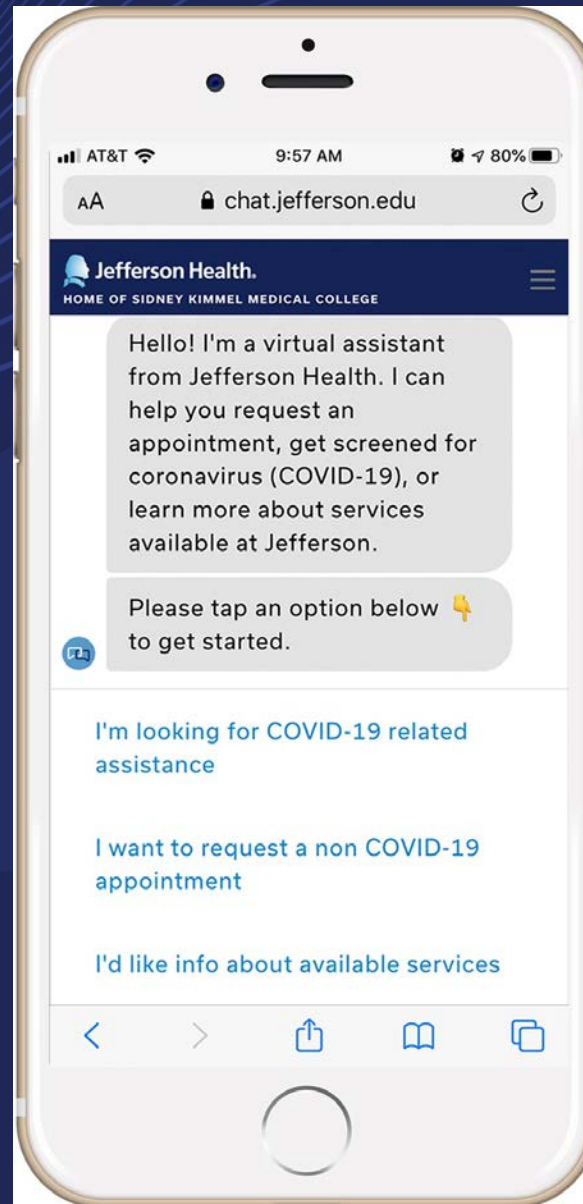 AT&T 9:57 AM 80%
AA chat.jefferson.edu
Jefferson Health.
HOME OF SIDNEY KIMMEL MEDICAL COLLEGE
Hello! I'm a virtual assistant
from Jefferson Health. I can
help you request an
appointment, get screened for
coronavirus (COVID-19), or
learn more about services
available at Jefferson.
Please tap an option below 👇
to get started.
I'm looking for COVID-19 related
assistance
I want to request a non COVID-19
appointment
I'd like info about available services